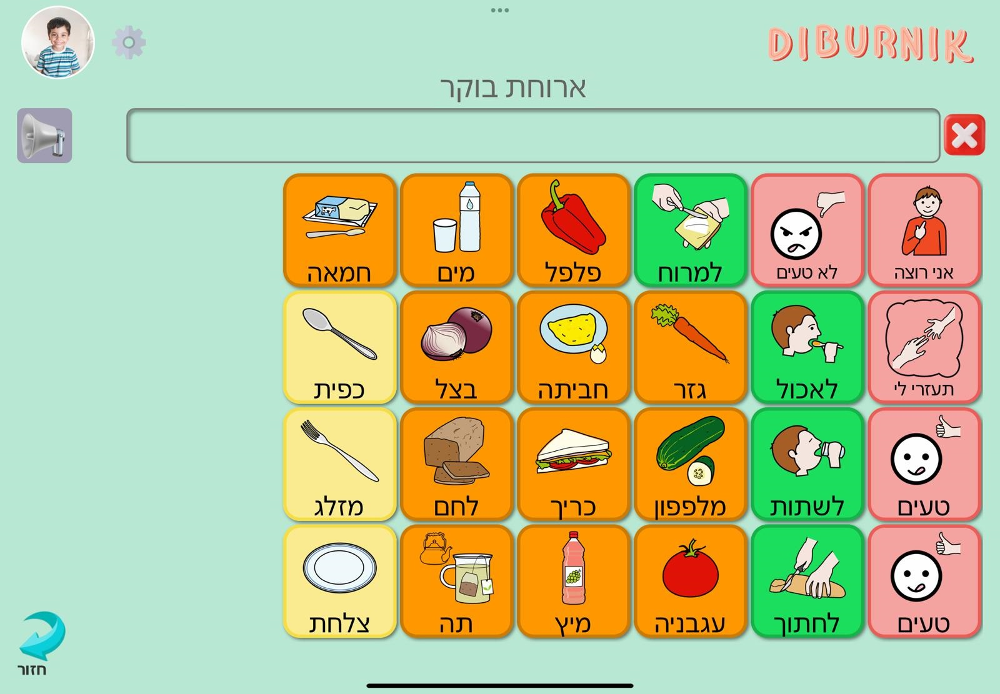 DIBURNIK
ארוחת בוקר
אני רוצה
לא טעים
למרוח
פלפל
מים
חמאה
תעזרי לי
לאכול
גזר
חביתה
בצל
כפית
טעים
לשתות
מלפפון
כריך
לחם
מזלג
טעים
לחתוך
עגבניה
מיץ
תה
צלחת
חזור